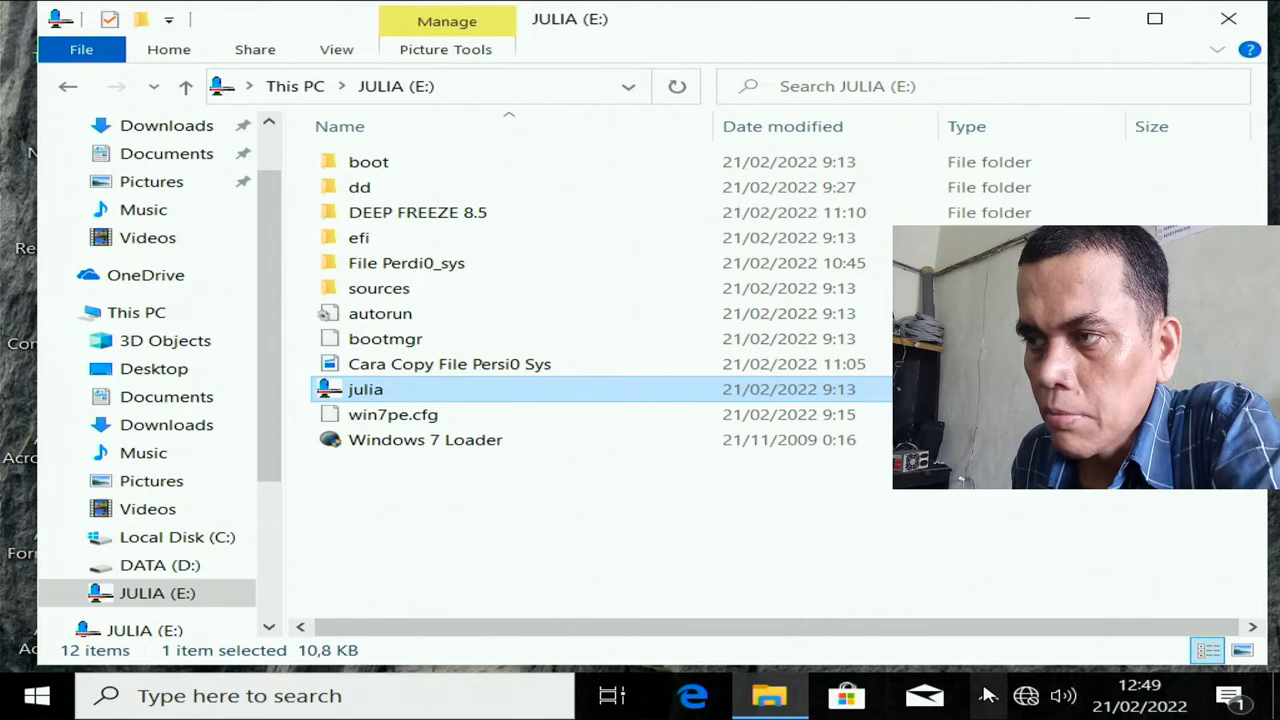 Manage
JULIA (E:)
File
Home
Share
View
Picture Tools
This PC
JULIA (E:)
Search JULIA (E:)
Name
Date modified
Type
Size
Downloads
Documents
Pictures
Music
Videos
OneDrive
This PC
3D Objects
Desktop
Documents
Downloads
Music
Pictures
Videos
Local Disk (C:)
DATA (D:)
JULIA (E:)
JULIA (E:)
boot 21/02/2022 9:13 File folder
dd 21/02/2022 9:27 File folder
DEEP FREEZE 8.5 21/02/2022 11:10 File folder
efi 21/02/2022 9:13
File Perdi0_sys 21/02/2022 10:45
sources 21/02/2022 9:13
autorun 21/02/2022 9:13
bootmgr 21/02/2022 9:13
Cara Copy File Persi0 Sys 21/02/2022 11:05
julia 21/02/2022 9:13
win7pe.cfg 21/02/2022 9:15
Windows 7 Loader 21/11/2009 0:16
12 items 1 item selected 10,8 KB
Type here to search
12:49
21/02/2022
1